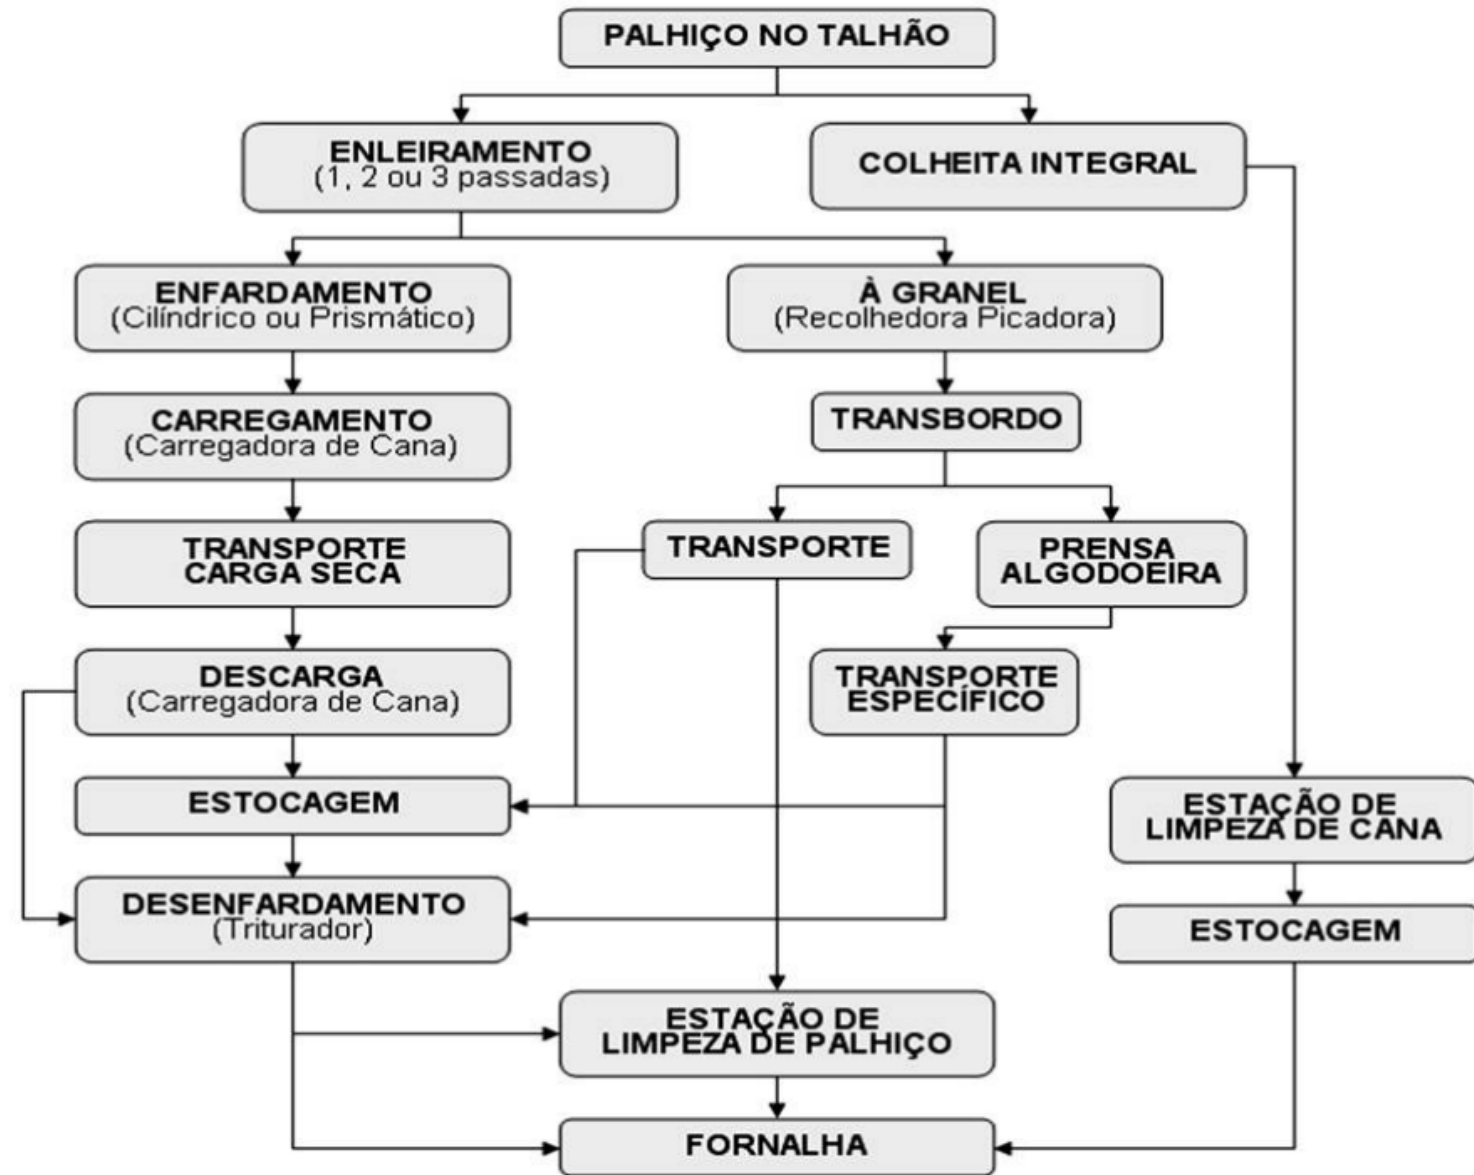 PALHIÇO NO TALHÃO
ENLEIRAMENTO
(1, 2 ou 3 passadas)
COLHEITA INTEGRAL
ENFARDAMENTO
(Cilíndrico ou Prismático)
À GRANEL
(Recolhedora Picadora)
CARREGAMENTO
(Carregadora de Cana)
TRANSBORDO
TRANSPORTE
CARGA SECA
TRANSPORTE
PRENSA
ALGODOEIRA
DESCARGA
(Carregadora de Cana)
TRANSPORTE
ESPECÍFICO
ESTOCAGEM
ESTAÇÃO DE
LIMPEZA DE CANA
DESENFARDAMENTO
(Triturador)
ESTOCAGEM
ESTAÇÃO DE
LIMPEZA DE PALHIÇO
FORNALHA